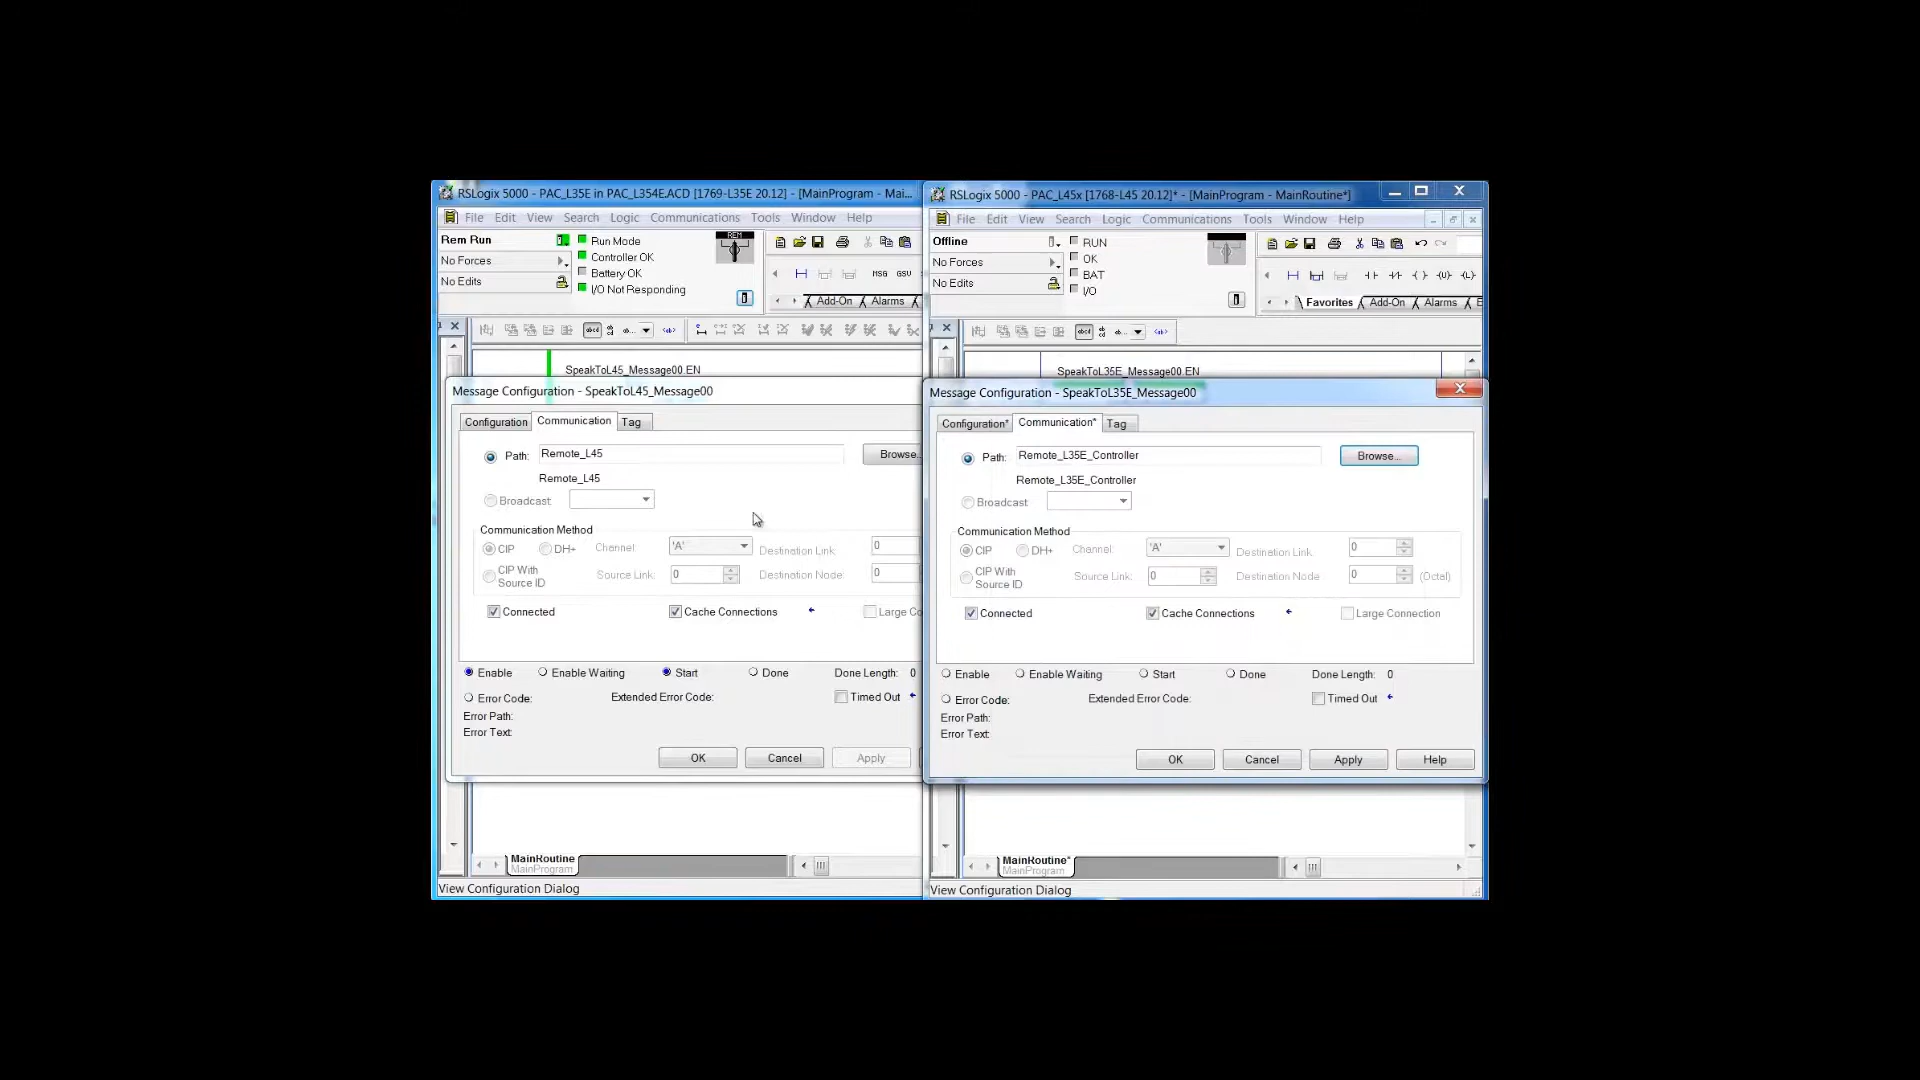 RSLogix 5000 - PAC_L35E in PAC_L354E.ACD [1769-L35E 20.12] - [MainProgram - Mai...
File Edit View Search Logic Communications Tools Window Help
Rem Run
No Forces
No Edits
Run Mode
Controller OK
Battery OK
I/O Not Responding
REM
MSG GSV
Add-On Alarms
SpeakToL45_Message00.EN
Message Configuration - SpeakToL45_Message00
Configuration Communication Tag
Path: Remote_L45
Browse...
Remote_L45
Broadcast
Communication Method
CIP DH+ Channel: 'A' Destination Link: 0
CIP With Source ID Source Link: 0 Destination Node: 0
Connected Cache Connections Large Co
Enable Enable Waiting Start Done Done Length: 0
Error Code: Extended Error Code: Timed Out
Error Path:
Error Text:
OK Cancel Apply
MainRoutine
MainProgram
View Configuration Dialog
RSLogix 5000 - PAC_L45x [1768-L45 20.12]* - [MainProgram - MainRoutine*]
File Edit View Search Logic Communications Tools Window Help
Offline
No Forces
No Edits
RUN
OK
BAT
I/O
Favorites Add-On Alarms E
SpeakToL35E_Message00.EN
Message Configuration - SpeakToL35E_Message00
Configuration* Communication* Tag
Path: Remote_L35E_Controller
Browse...
Remote_L35E_Controller
Broadcast
Communication Method
CIP DH+ Channel: 'A' Destination Link: 0
CIP With Source ID Source Link: 0 Destination Node 0 (Octal)
Connected Cache Connections Large Connection
Enable Enable Waiting Start Done Done Length: 0
Error Code: Extended Error Code: Timed Out
Error Path:
Error Text:
OK Cancel Apply Help
MainRoutine*
MainProgram
View Configuration Dialog